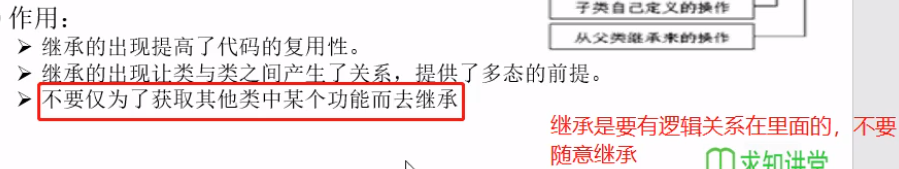 作用：
子类自己定义的操作
从父类继承来的操作
➢ 继承的出现提高了代码的复用性。
➢ 继承的出现让类与类之间产生了关系，提供了多态的前提。
➢ 不要仅为了获取其他类中某个功能而去继承
继承是要有逻辑关系在里面的，不要
随意继承
求知讲堂